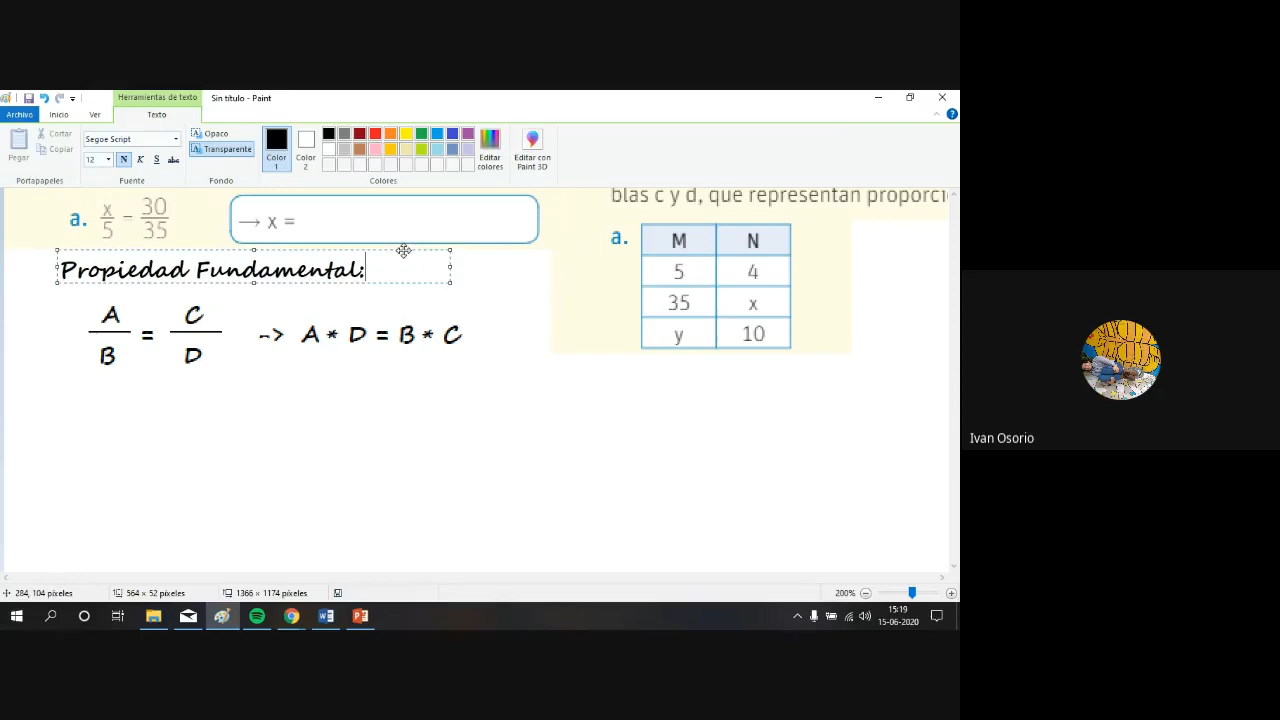 Herramientas de texto
Sin título - Paint
Archivo
Inicio
Ver
Texto
Pegar
Cortar
Copiar
Portapapeles
Segoe Script
12
N K S abc
Fuente
Opaco
Transparente
Fondo
Color 1
Color 2
Editar colores
Editar con Paint 3D
Colores
a. x/5 – 30/35
→ x =
Propiedad Fundamental:
A/B = C/D -> A * D = B * C
blas c y d, que representan proporci
a.
M N
5 4
35 x
y 10
284, 104 píxeles
564 × 52 píxeles
1366 × 1174 píxeles
200%
15:19
15-06-2020
Ivan Osorio